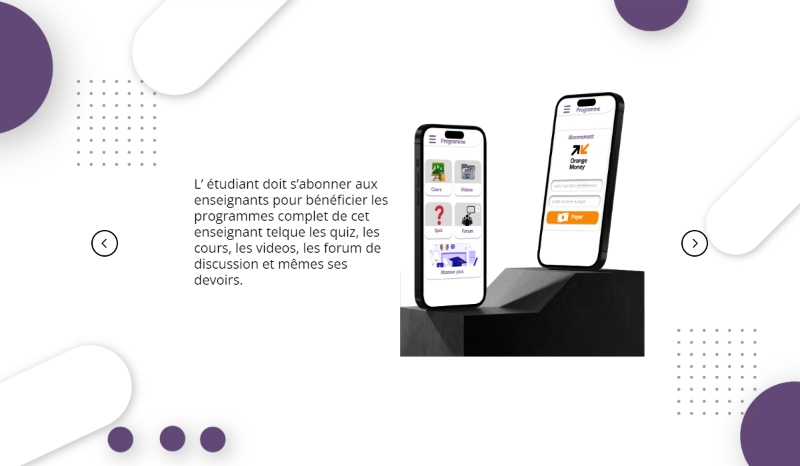 L’ étudiant doit s’abonner aux
enseignants pour bénéficier les
programmes complet de cet
enseignant telque les quiz, les
cours, les videos, les forum de
discussion et mêmes ses
devoirs.
Programme
Cours
Videos
Quiz
Forum
Abonner plus
Programme
Abonnement
Orange
Money
Payer